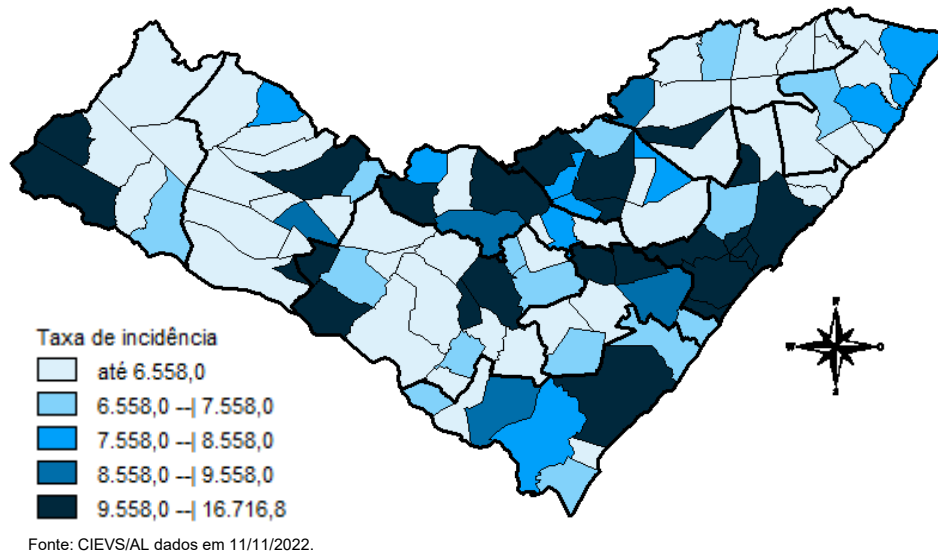 Taxa de incidência
até 6.558,0
6.558,0 --| 7.558,0
7.558,0 --| 8.558,0
8.558,0 --| 9.558,0
9.558,0 --| 16.716,8
Fonte: CIEVS/AL dados em 11/11/2022.